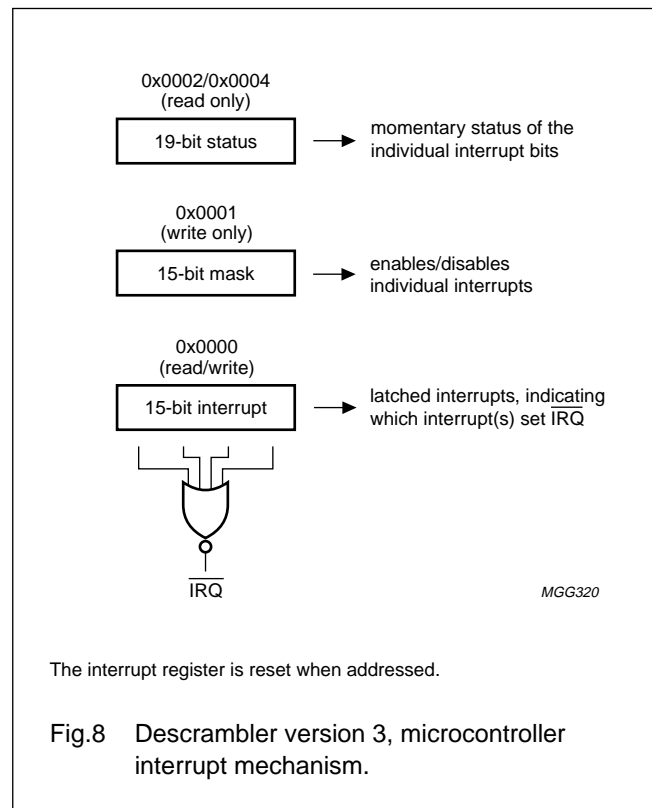 0x0002/0x0004
(read only)
19-bit status
momentary status of the
individual interrupt bits
0x0001
(write only)
15-bit mask
enables/disables
individual interrupts
0x0000
(read/write)
15-bit interrupt
latched interrupts, indicating
which interrupt(s) set I̅R̅Q̅
I̅R̅Q̅
MGG320
The interrupt register is reset when addressed.
Fig.8 Descrambler version 3, microcontroller
interrupt mechanism.